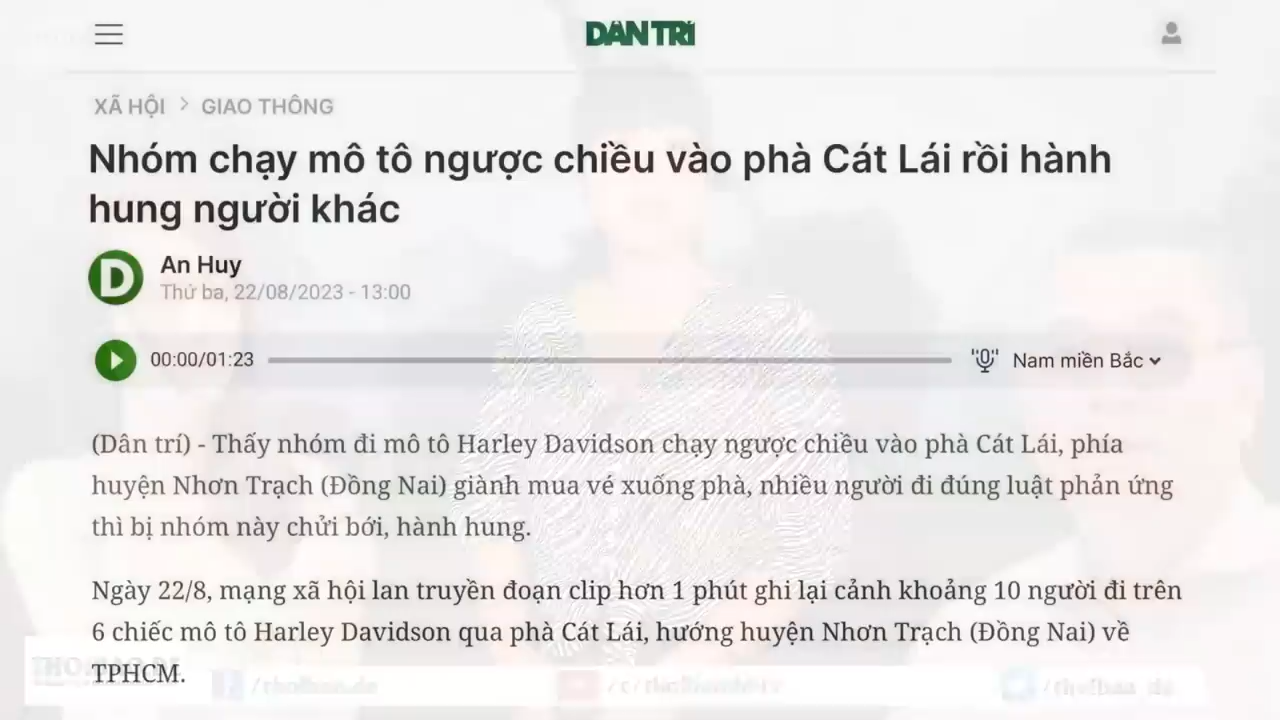 DÂN TRÍ
XÃ HỘI > GIAO THÔNG
Nhóm chạy mô tô ngược chiều vào phà Cát Lái rồi hành
hung người khác
D
An Huy
Thứ ba, 22/08/2023 - 13:00
00:00/01:23
Nam miền Bắc
(Dân trí) - Thấy nhóm đi mô tô Harley Davidson chạy ngược chiều vào phà Cát Lái, phía
huyện Nhơn Trạch (Đồng Nai) giành mua vé xuống phà, nhiều người đi đúng luật phản ứng
thì bị nhóm này chửi bới, hành hung.
Ngày 22/8, mạng xã hội lan truyền đoạn clip hơn 1 phút ghi lại cảnh khoảng 10 người đi trên
6 chiếc mô tô Harley Davidson qua phà Cát Lái, hướng huyện Nhơn Trạch (Đồng Nai) về
TPHCM.